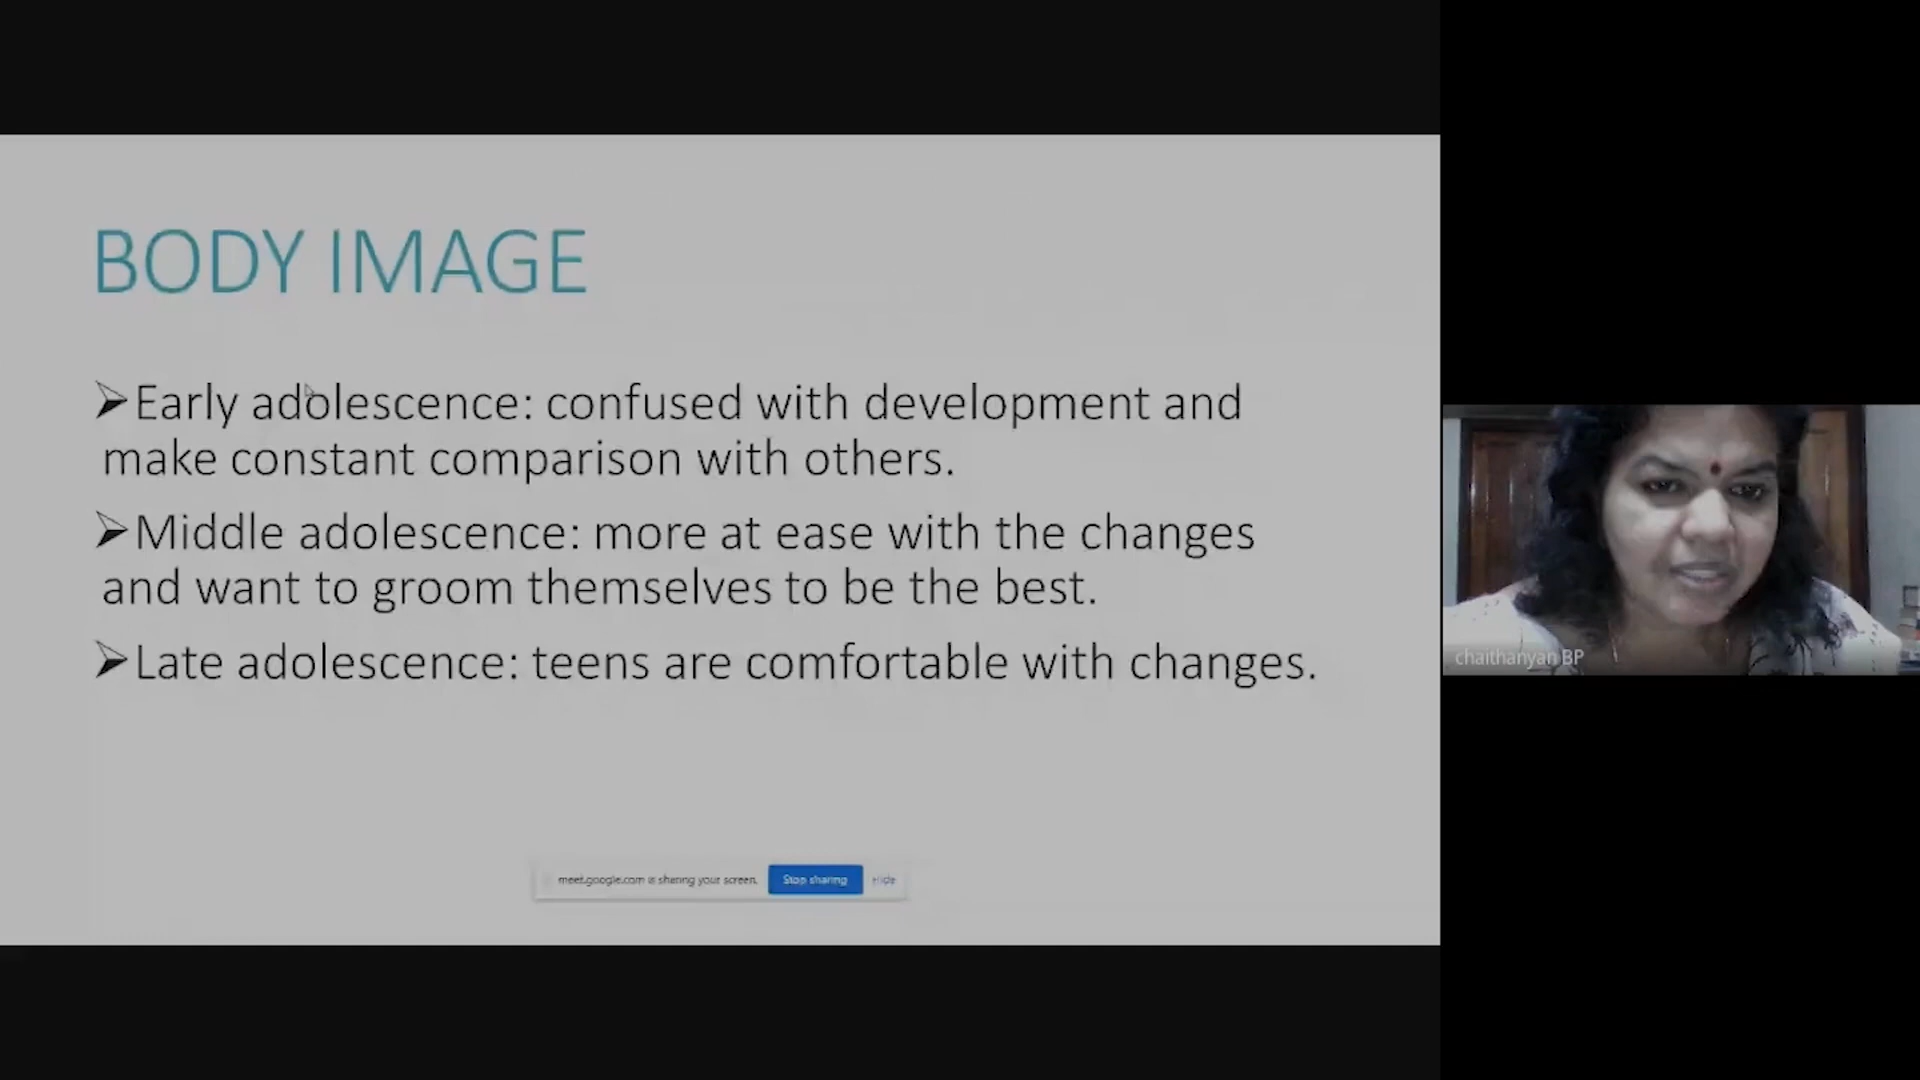 BODY IMAGE
➢Early adolescence: confused with development and
make constant comparison with others.
➢Middle adolescence: more at ease with the changes
and want to groom themselves to be the best.
➢Late adolescence: teens are comfortable with changes.
chaithanyan BP
meet.google.com is sharing your screen. Stop sharing Hide